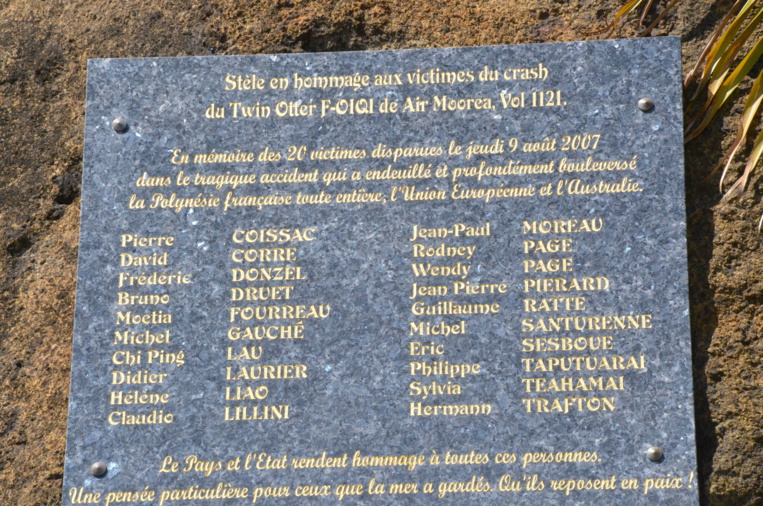 Stèle en hommage aux victimes du crash
du Twin Otter F-OIQI de Air Moorea, Vol 1121.
En mémoire des 20 victimes disparues le jeudi 9 août 2007
dans le tragique accident qui a endeuillé et profondément bouleversé
la Polynésie française toute entière, l'Union Européenne et l'Australie.
Pierre COISSAC
David CORRE
Frédéric DONZEL
Bruno DRUET
Moetia FOURREAU
Michel GAUCHÉ
Chi Ping LAU
Didier LAURIER
Hélène LIAO
Claudio LILLINI
Jean-Paul MOREAU
Rodney PAGE
Wendy PAGE
Jean Pierre PIERARD
Guillaume RATTE
Michel SANTURENNE
Eric SESBOUE
Philippe TAPUTUARAI
Sylvia TEAHAMAI
Hermann TRAFTON
Le Pays et l'Etat rendent hommage à toutes ces personnes.
Une pensée particulière pour ceux que la mer a gardés. Qu'ils reposent en paix !